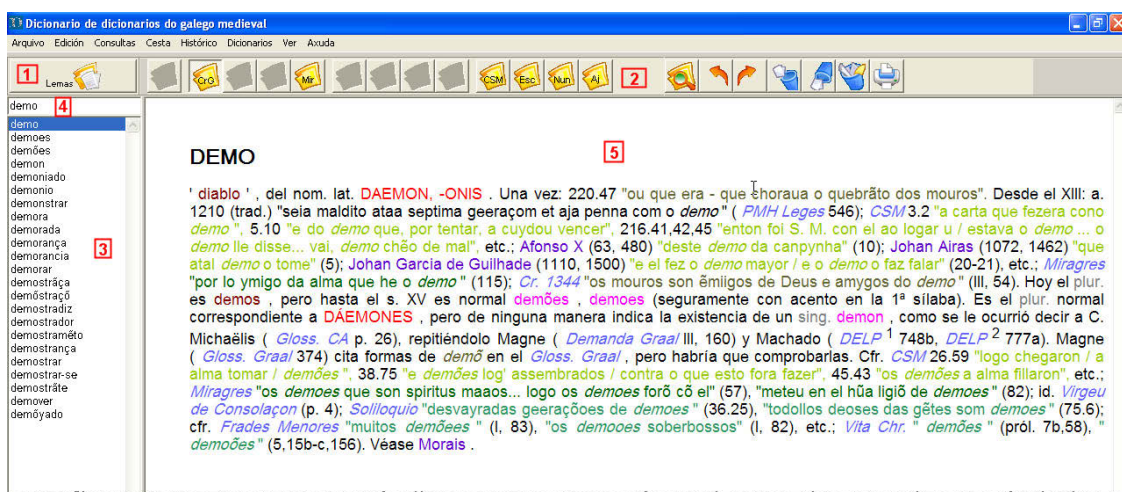 Dicionario de dicionarios do galego medieval
Arquivo Edición Consultas Cesta Histórico Dicionarios Ver Axuda
1 Lemas CrG Mir CSM Esc Nun Ai 2
demo 4
demo
demoes
demões
demon
demoniado
demonio
demonstrar
demora
demorada
demorança
demorancia
demorar
demostrãça
demõstraçõ
demostradiz
demostrador
demostramẽto
demostrança
demostrar
demostrar-se
demostrãte
demover
demõyado
3
5
DEMO
' diablo ' , del nom. lat. DAEMON, -ONIS . Una vez: 220.47 "ou que era - que choraua o quebrãto dos mouros". Desde el XIII: a.
1210 (trad.) "seia maldito ataa septima geeraçom et aja penna com o demo" ( PMH Leges 546); CSM 3.2 "a carta que fezera cono
demo ", 5.10 "e do demo que, por tentar, a cuydou vencer", 216.41,42,45 "enton foi S. M. con el ao logar u / estava o demo ... o
demo lle disse... vai, demo chẽo de mal", etc.; Afonso X (63, 480) "deste demo da canpynha" (10); Johan Airas (1072, 1462) "que
atal demo o tome" (5); Johan Garcia de Guilhade (1110, 1500) "e el fez o demo mayor / e o demo o faz falar" (20-21), etc.; Miragres
"por lo ymigo da alma que he o demo " (115); Cr. 1344 "os mouros son ẽmiigos de Deus e amygos do demo" (III, 54). Hoy el plur.
es demos , pero hasta el s. XV es normal demões , demoes (seguramente con acento en la 1ª sílaba). Es el plur. normal
correspondiente a DÁEMONES , pero de ninguna manera indica la existencia de un sing. demon , como se le ocurrió decir a C.
Michaëlis ( Gloss. CA p. 26), repitiéndolo Magne ( Demanda Graal III, 160) y Machado ( DELP 1 748b, DELP 2 777a). Magne
( Gloss. Graal 374) cita formas de demõ en el Gloss. Graal , pero habría que comprobarlas. Cfr. CSM 26.59 "logo chegaron / a
alma tomar / demões ", 38.75 "e demões log' assembrados / contra o que esto fora fazer", 45.43 "os demões a alma fillaron", etc.;
Miragres "os demoes que son spiritus maaos... logo os demoes forõ cõ el" (57), "meteu en el hũa ligiõ de demoes " (82); id. Virgeu
de Consolaçon (p. 4); Soliloquio "desvayradas geerações de demoes " (36.25), "todollos deoses das gẽtes som demoes " (75.6);
cfr. Frades Menores "muitos demõees " (I, 83), "os demooes soberbossos" (I, 82), etc.; Vita Chr. " demões " (pról. 7b,58), "
demoões " (5,15b-c,156). Véase Morais .